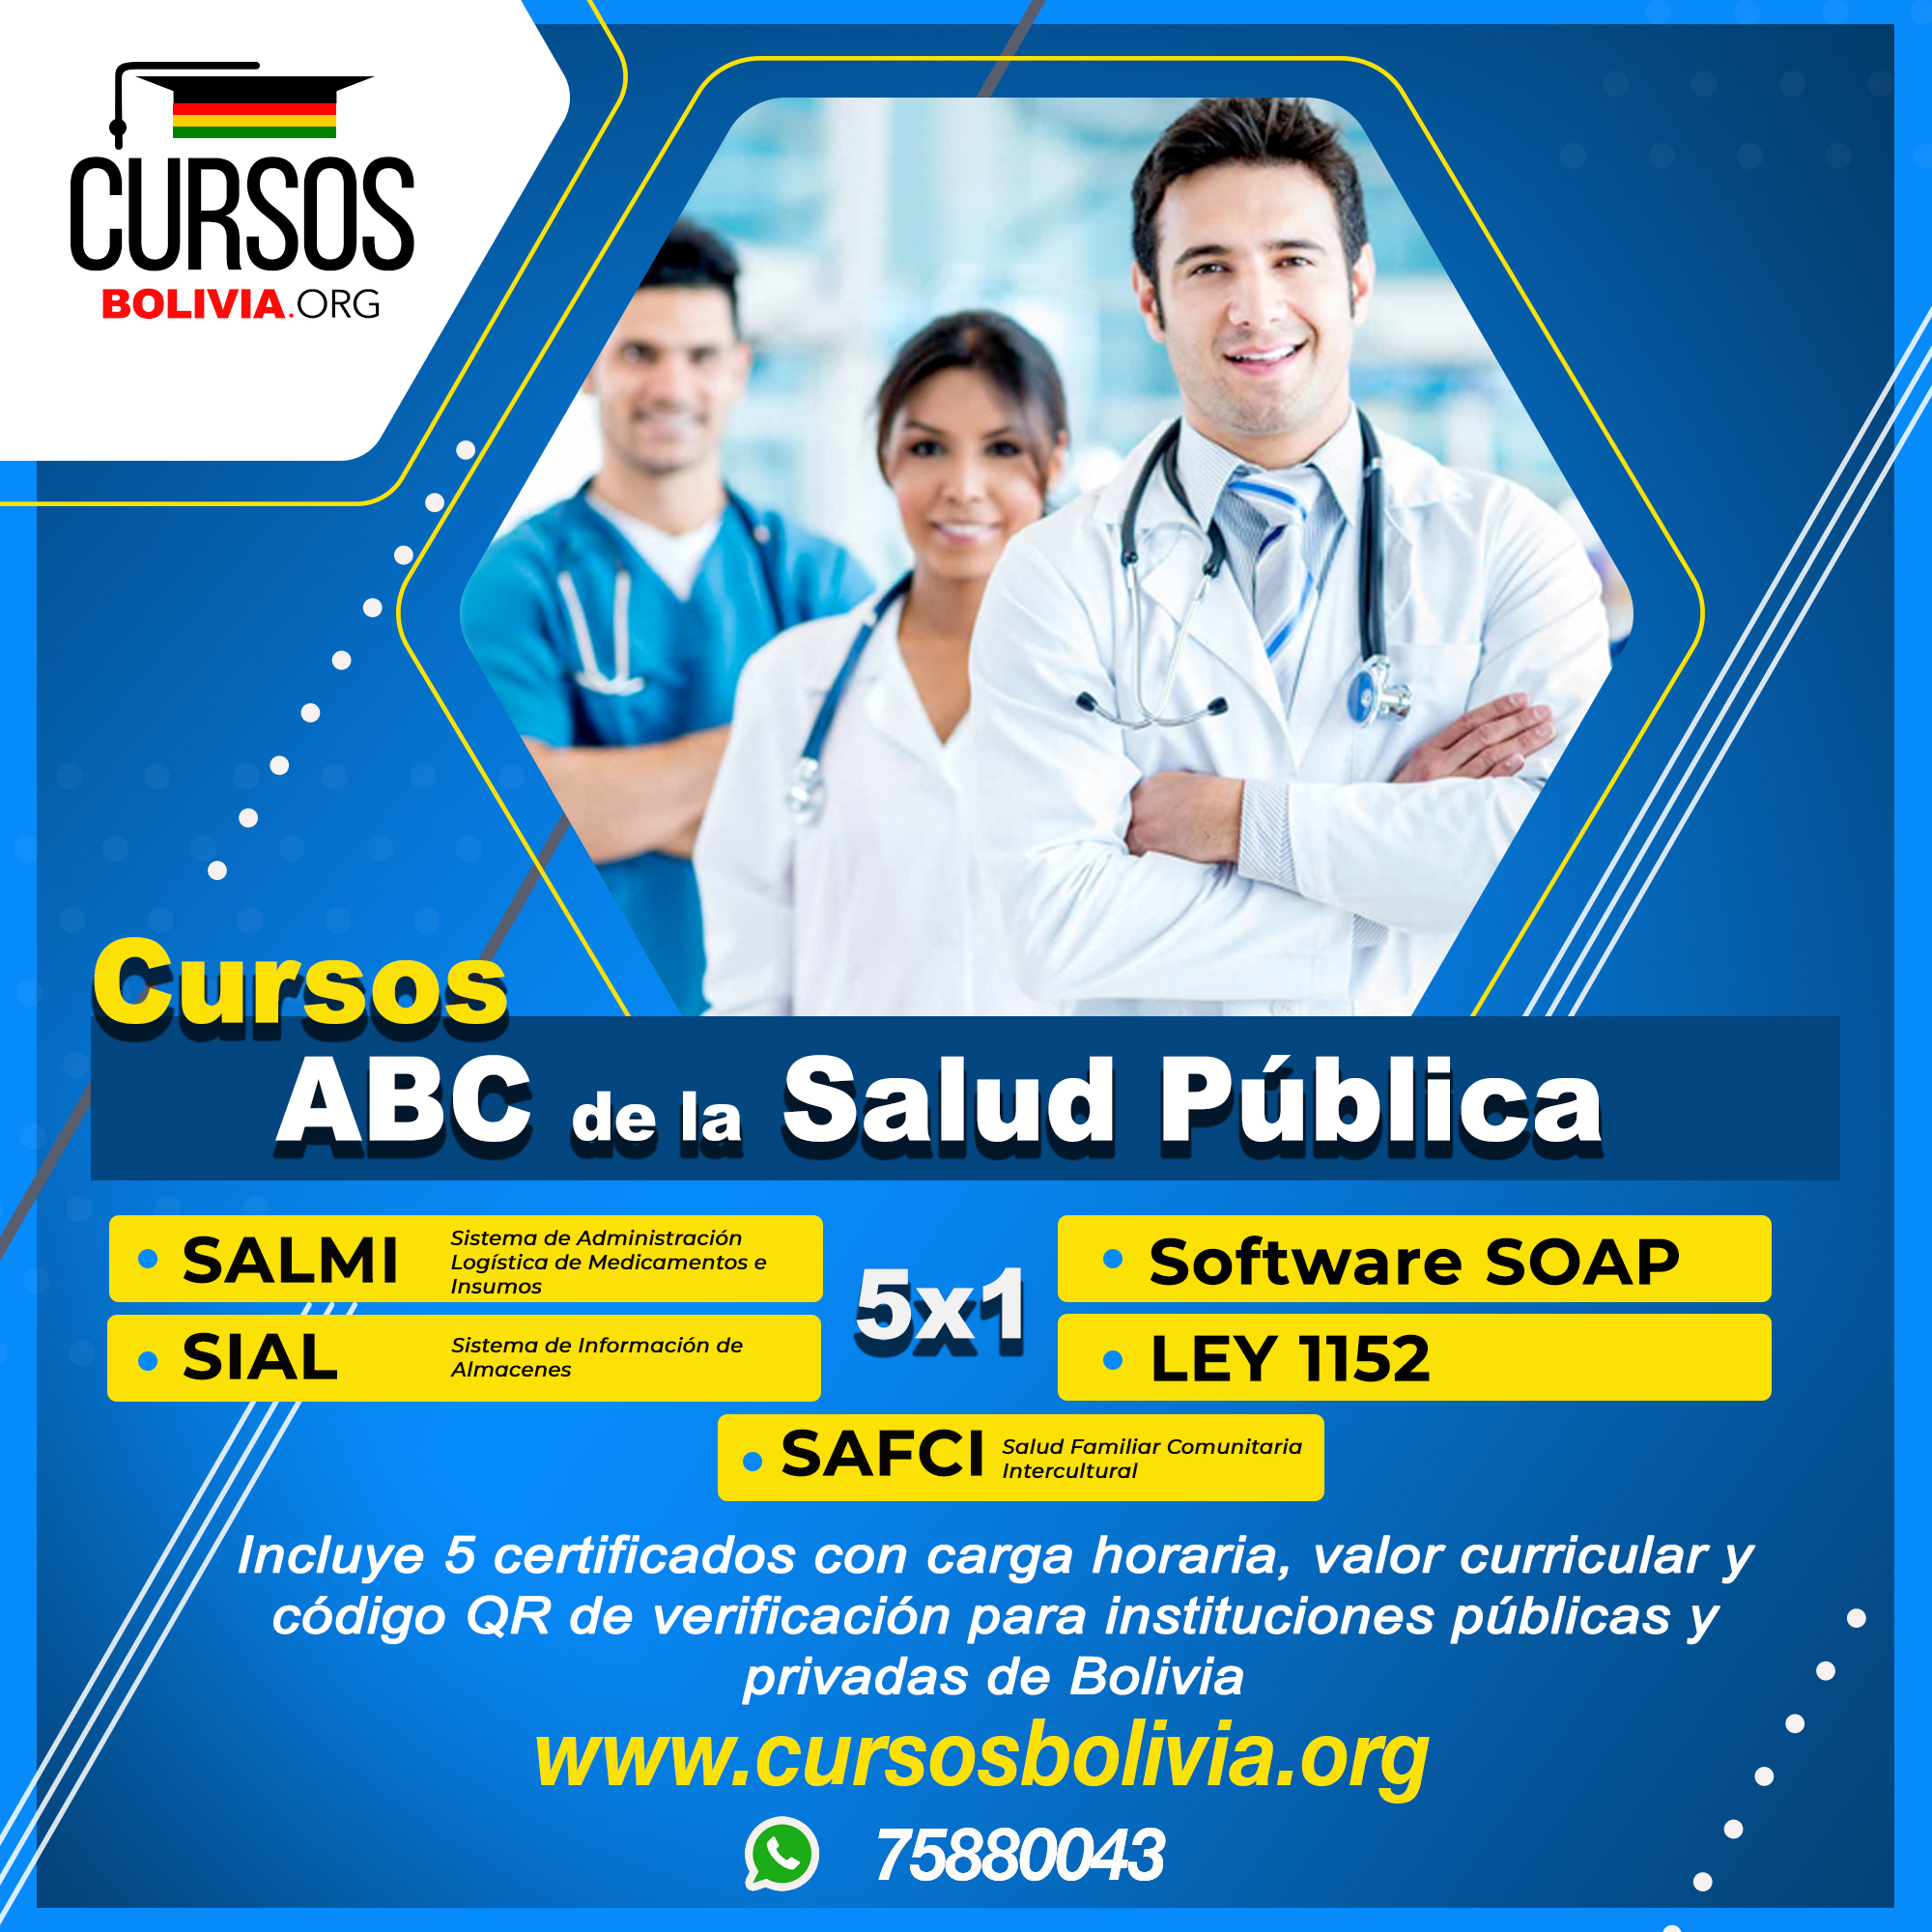 CURSOS
BOLIVIA.ORG
Cursos
ABC de la Salud Pública
• SALMI
Sistema de Administración
Logística de Medicamentos e
Insumos
• SIAL
Sistema de Información de
Almacenes
5x1
• Software SOAP
• LEY 1152
• SAFCI
Salud Familiar Comunitaria
Intercultural
Incluye 5 certificados con carga horaria, valor curricular y
código QR de verificación para instituciones públicas y
privadas de Bolivia
www.cursosbolivia.org
75880043